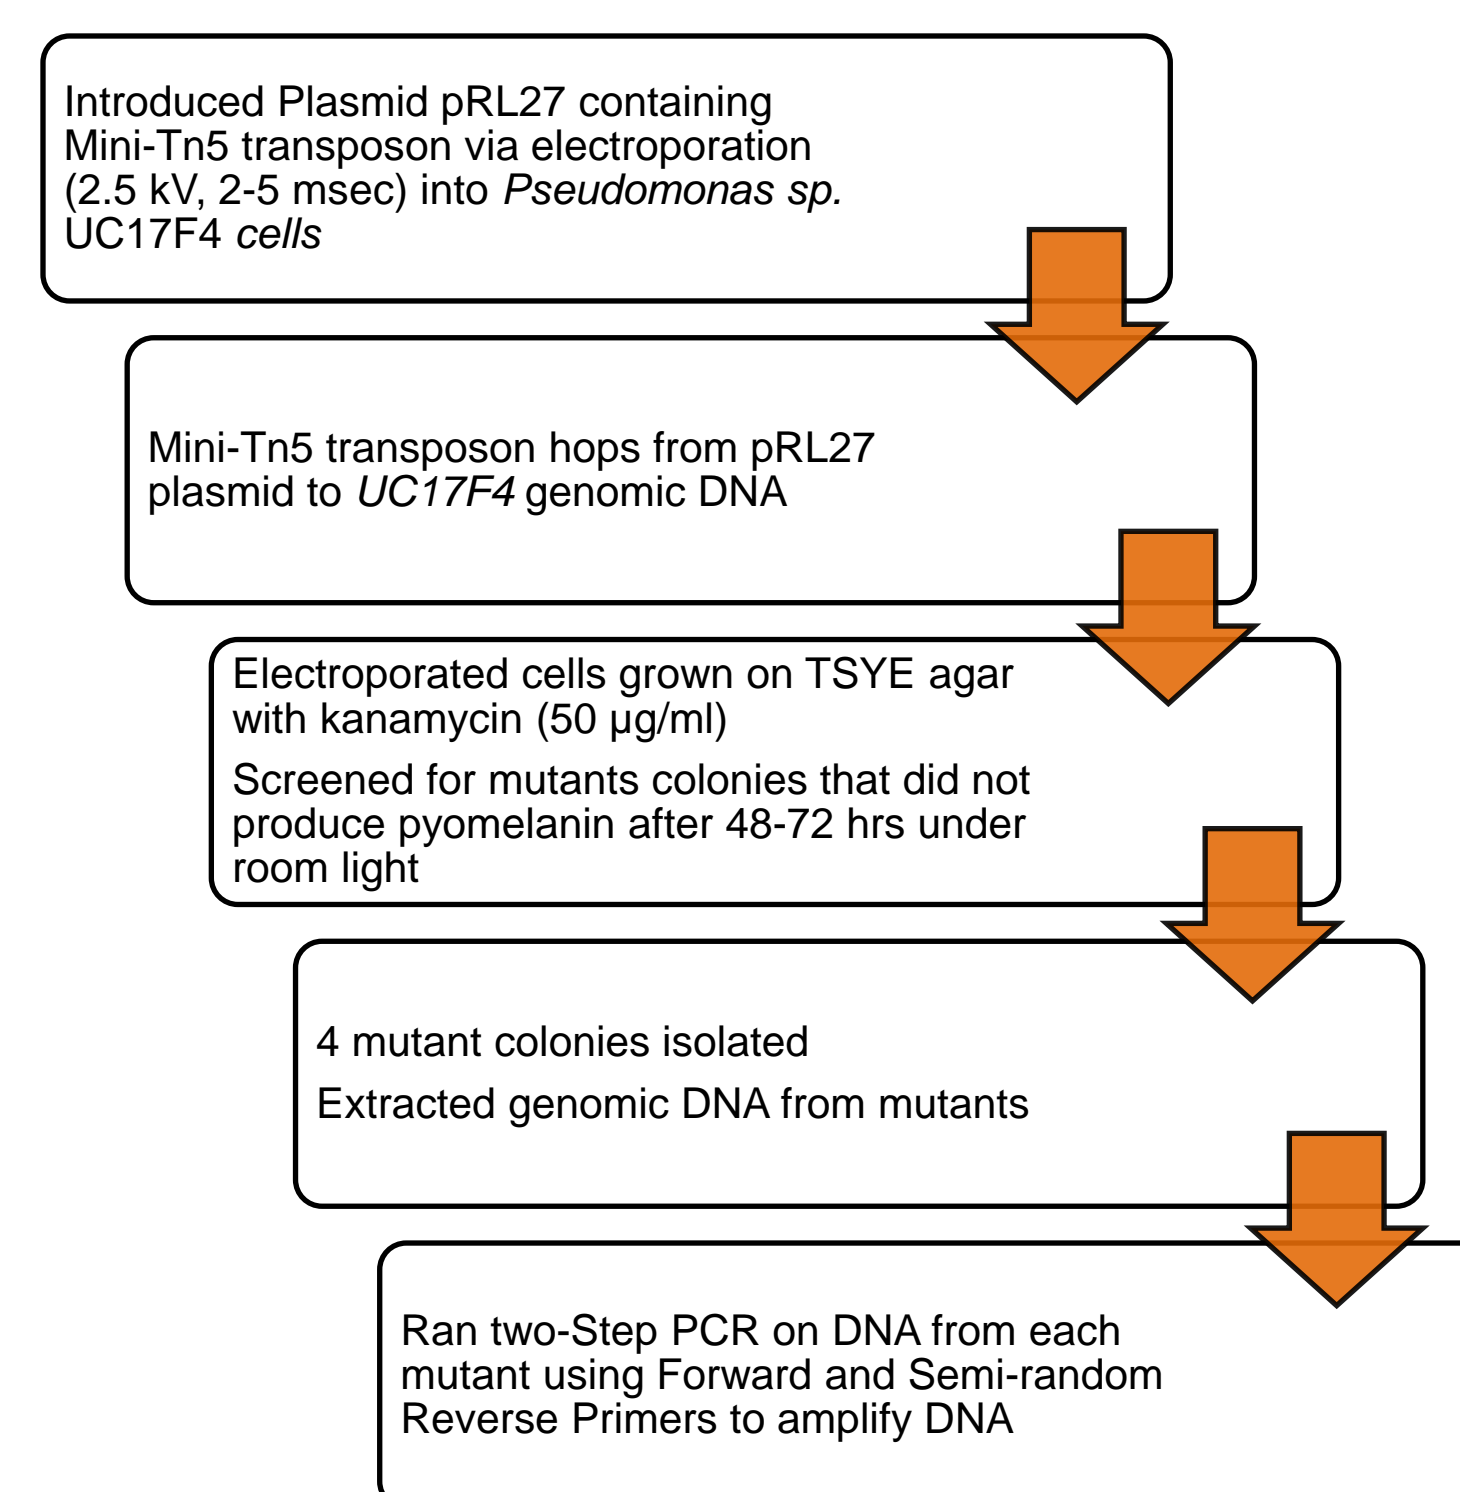 Introduced Plasmid pRL27 containing
Mini-Tn5 transposon via electroporation
(2.5 kV, 2-5 msec) into Pseudomonas sp.
UC17F4 cells
Mini-Tn5 transposon hops from pRL27
plasmid to UC17F4 genomic DNA
Electroporated cells grown on TSYE agar
with kanamycin (50 µg/ml)
Screened for mutants colonies that did not
produce pyomelanin after 48-72 hrs under
room light
4 mutant colonies isolated
Extracted genomic DNA from mutants
Ran two-Step PCR on DNA from each
mutant using Forward and Semi-random
Reverse Primers to amplify DNA